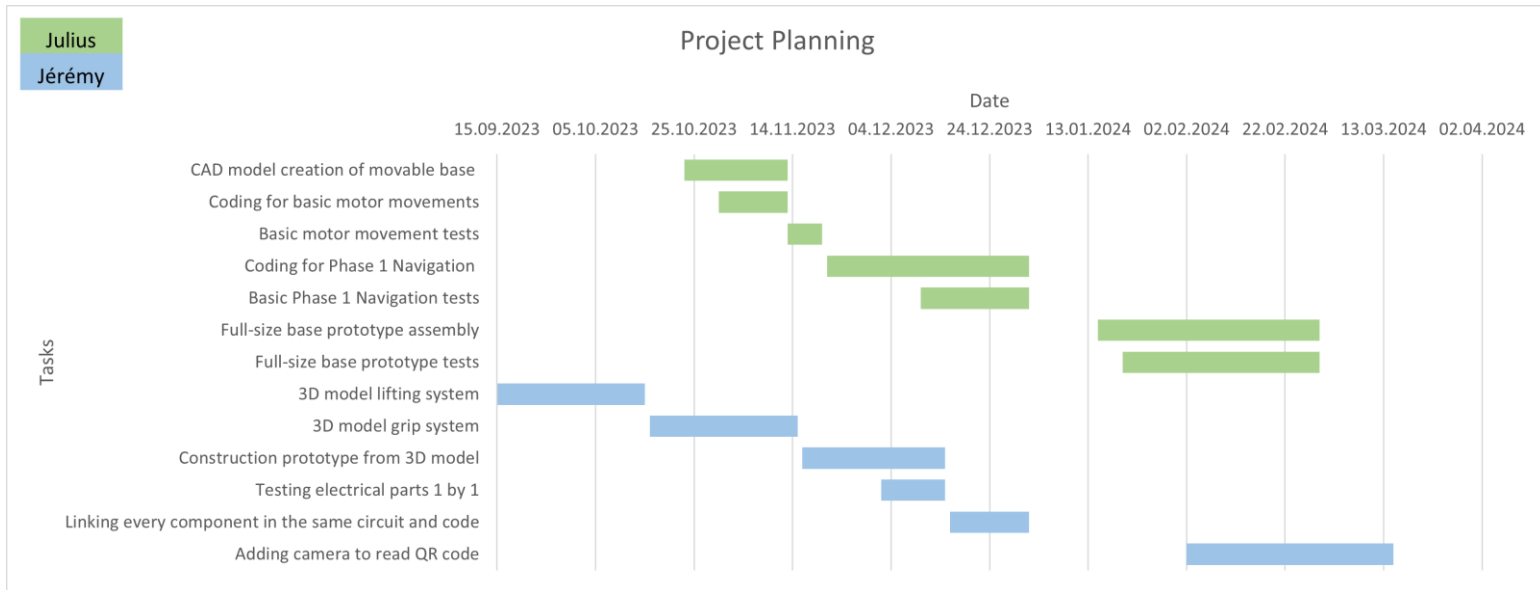 Julius
Jérémy
Project Planning
Date
15.09.2023 05.10.2023 25.10.2023 14.11.2023 04.12.2023 24.12.2023 13.01.2024 02.02.2024 22.02.2024 13.03.2024 02.04.2024
Tasks
CAD model creation of movable base
Coding for basic motor movements
Basic motor movement tests
Coding for Phase 1 Navigation
Basic Phase 1 Navigation tests
Full-size base prototype assembly
Full-size base prototype tests
3D model lifting system
3D model grip system
Construction prototype from 3D model
Testing electrical parts 1 by 1
Linking every component in the same circuit and code
Adding camera to read QR code